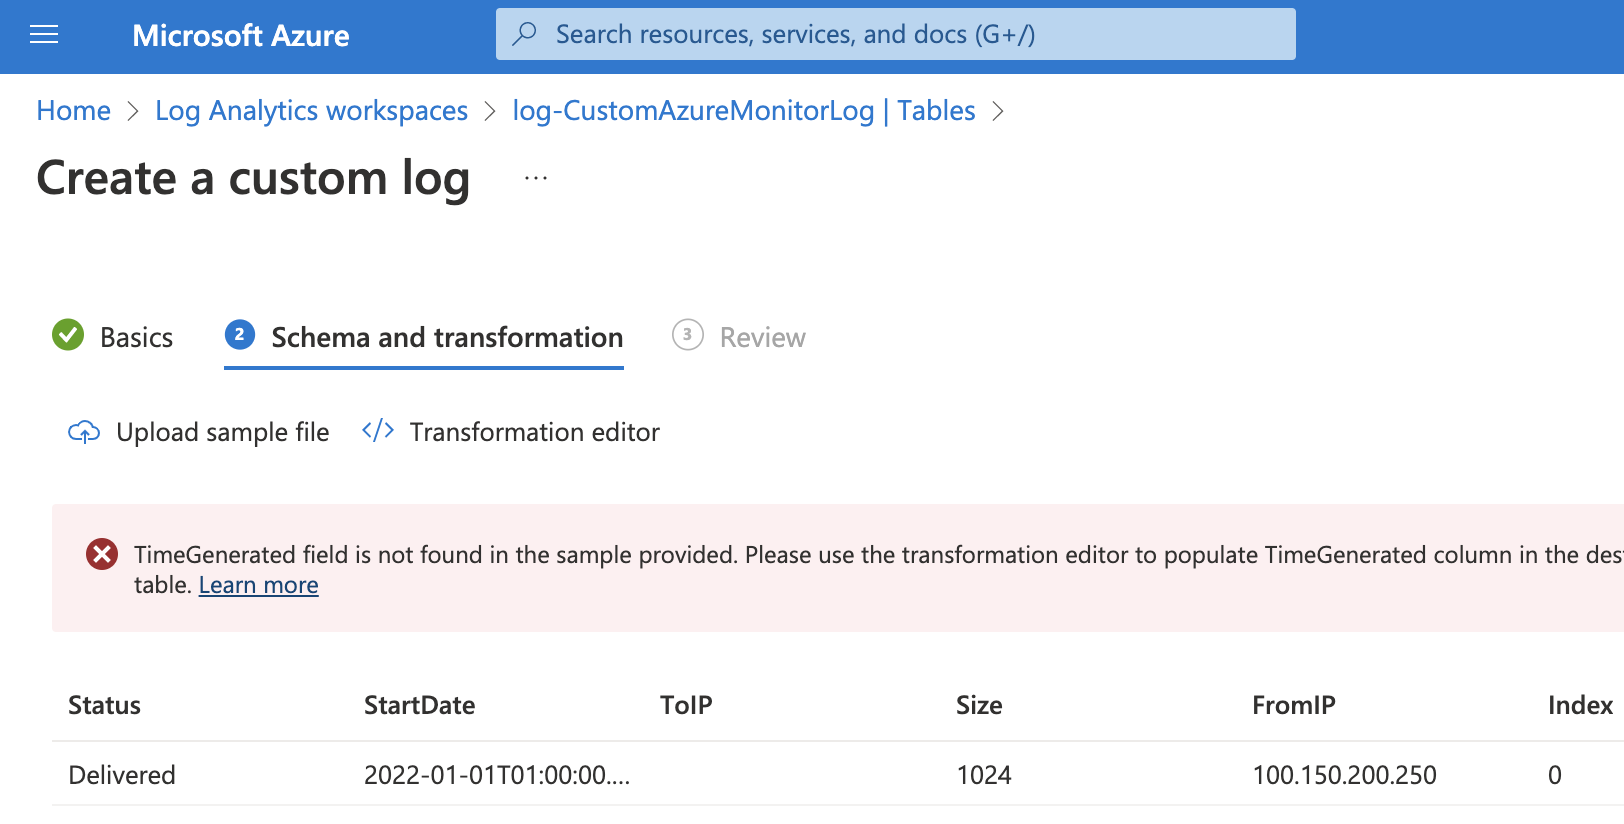 Microsoft Azure
Search resources, services, and docs (G+/)
Home > Log Analytics workspaces > log-CustomAzureMonitorLog | Tables >
Create a custom log ...
Basics 2 Schema and transformation 3 Review
Upload sample file </> Transformation editor
TimeGenerated field is not found in the sample provided. Please use the transformation editor to populate TimeGenerated column in the des
table. Learn more
Status StartDate ToIP Size FromIP Index
Delivered 2022-01-01T01:00:00.... 1024 100.150.200.250 0